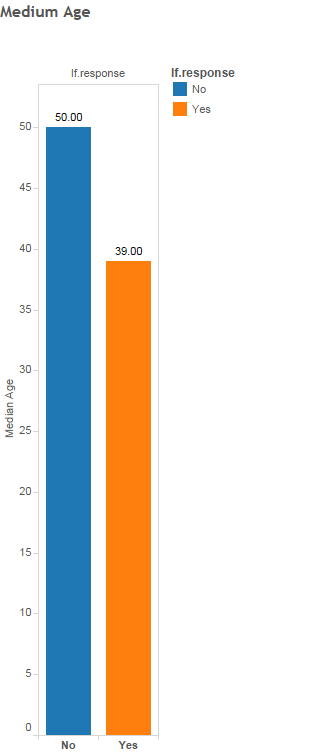 Medium Age
If.response
If.response
No
Yes
50.00
39.00
50
45
40
35
30
25
20
15
10
5
0
Median Age
No
Yes